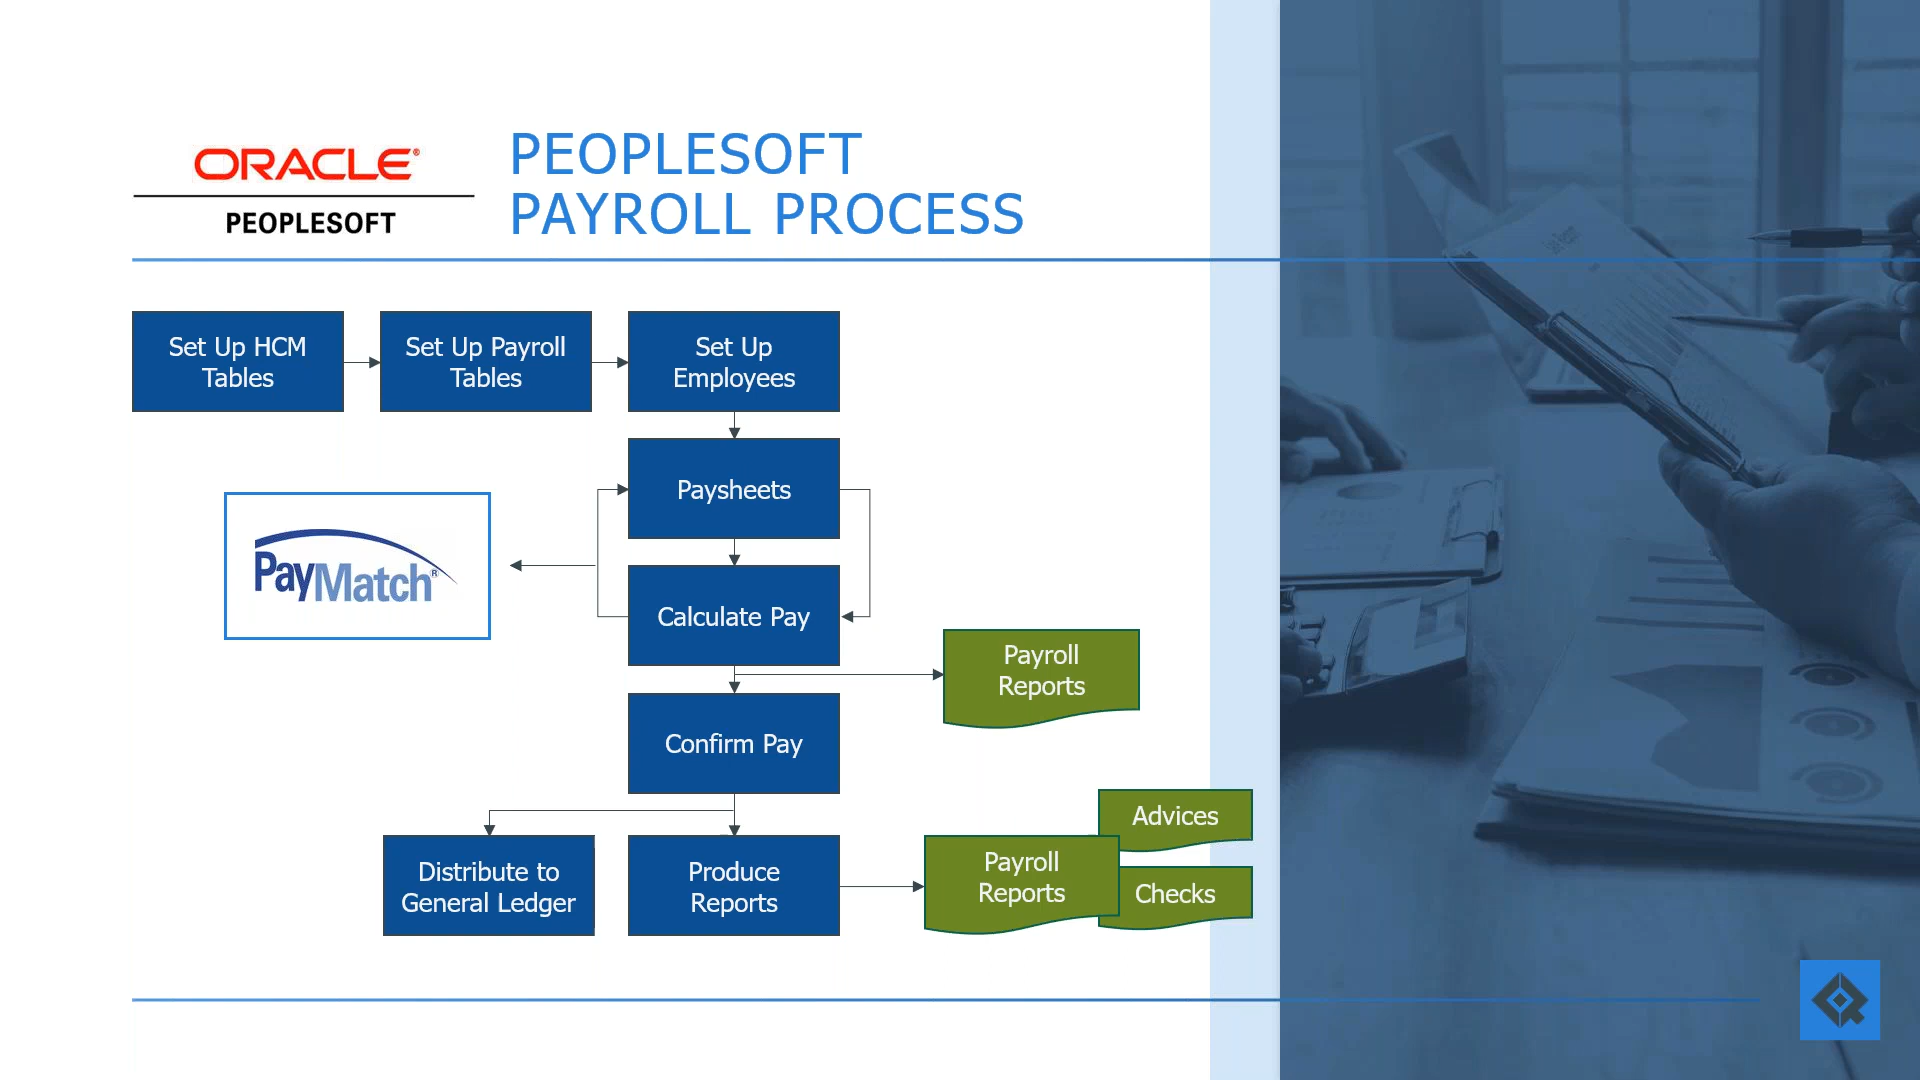 ORACLE®
PEOPLESOFT
PEOPLESOFT
PAYROLL PROCESS
Set Up HCM
Tables
Set Up Payroll
Tables
Set Up
Employees
Paysheets
PayMatch®
Calculate Pay
Payroll
Reports
Confirm Pay
Advices
Distribute to
General Ledger
Produce
Reports
Payroll
Reports
Checks